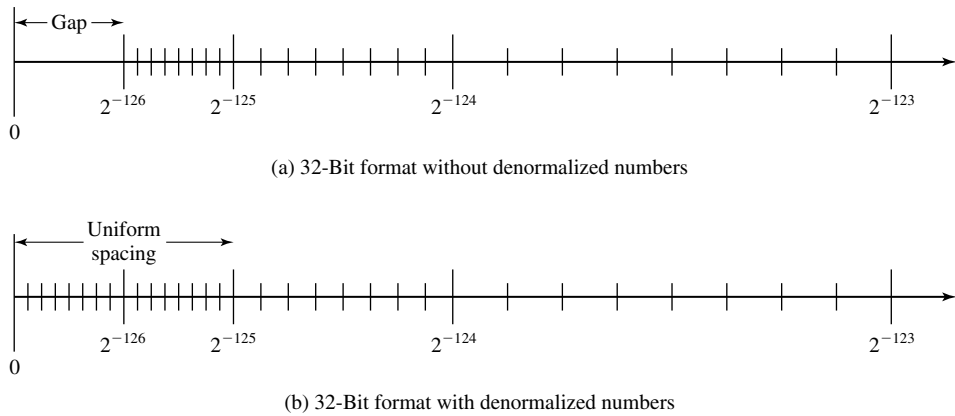 Gap
2⁻¹²⁶ 2⁻¹²⁵ 2⁻¹²⁴ 2⁻¹²³
0
(a) 32-Bit format without denormalized numbers
Uniform
spacing
2⁻¹²⁶ 2⁻¹²⁵ 2⁻¹²⁴ 2⁻¹²³
0
(b) 32-Bit format with denormalized numbers